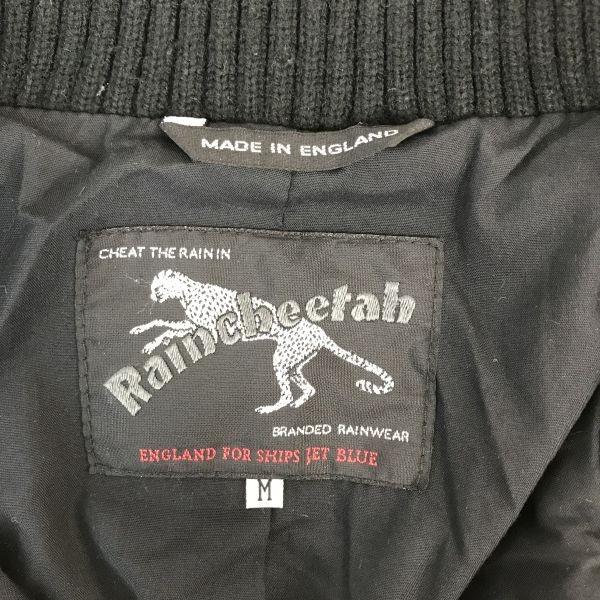 MADE IN ENGLAND
CHEAT THE RAIN IN
Raincheetah
BRANDED RAINWEAR
ENGLAND FOR SHIPS JET BLUE
M